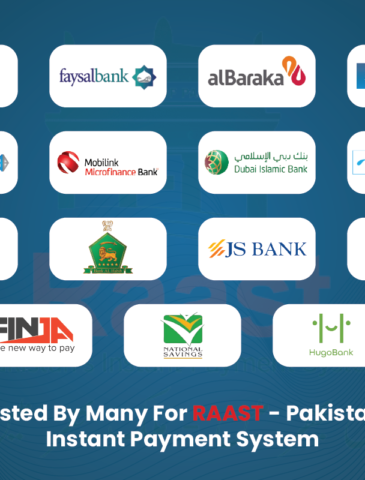 faysalbank
alBaraka
Mobilink
Microfinance Bank
بنك دبي الإسلامي
Dubai Islamic Bank
JS BANK
FINJA
e new way to pay
NATIONAL
SAVINGS
HugoBank
Raast
sted By Many For RAAST - Pakista
Instant Payment System